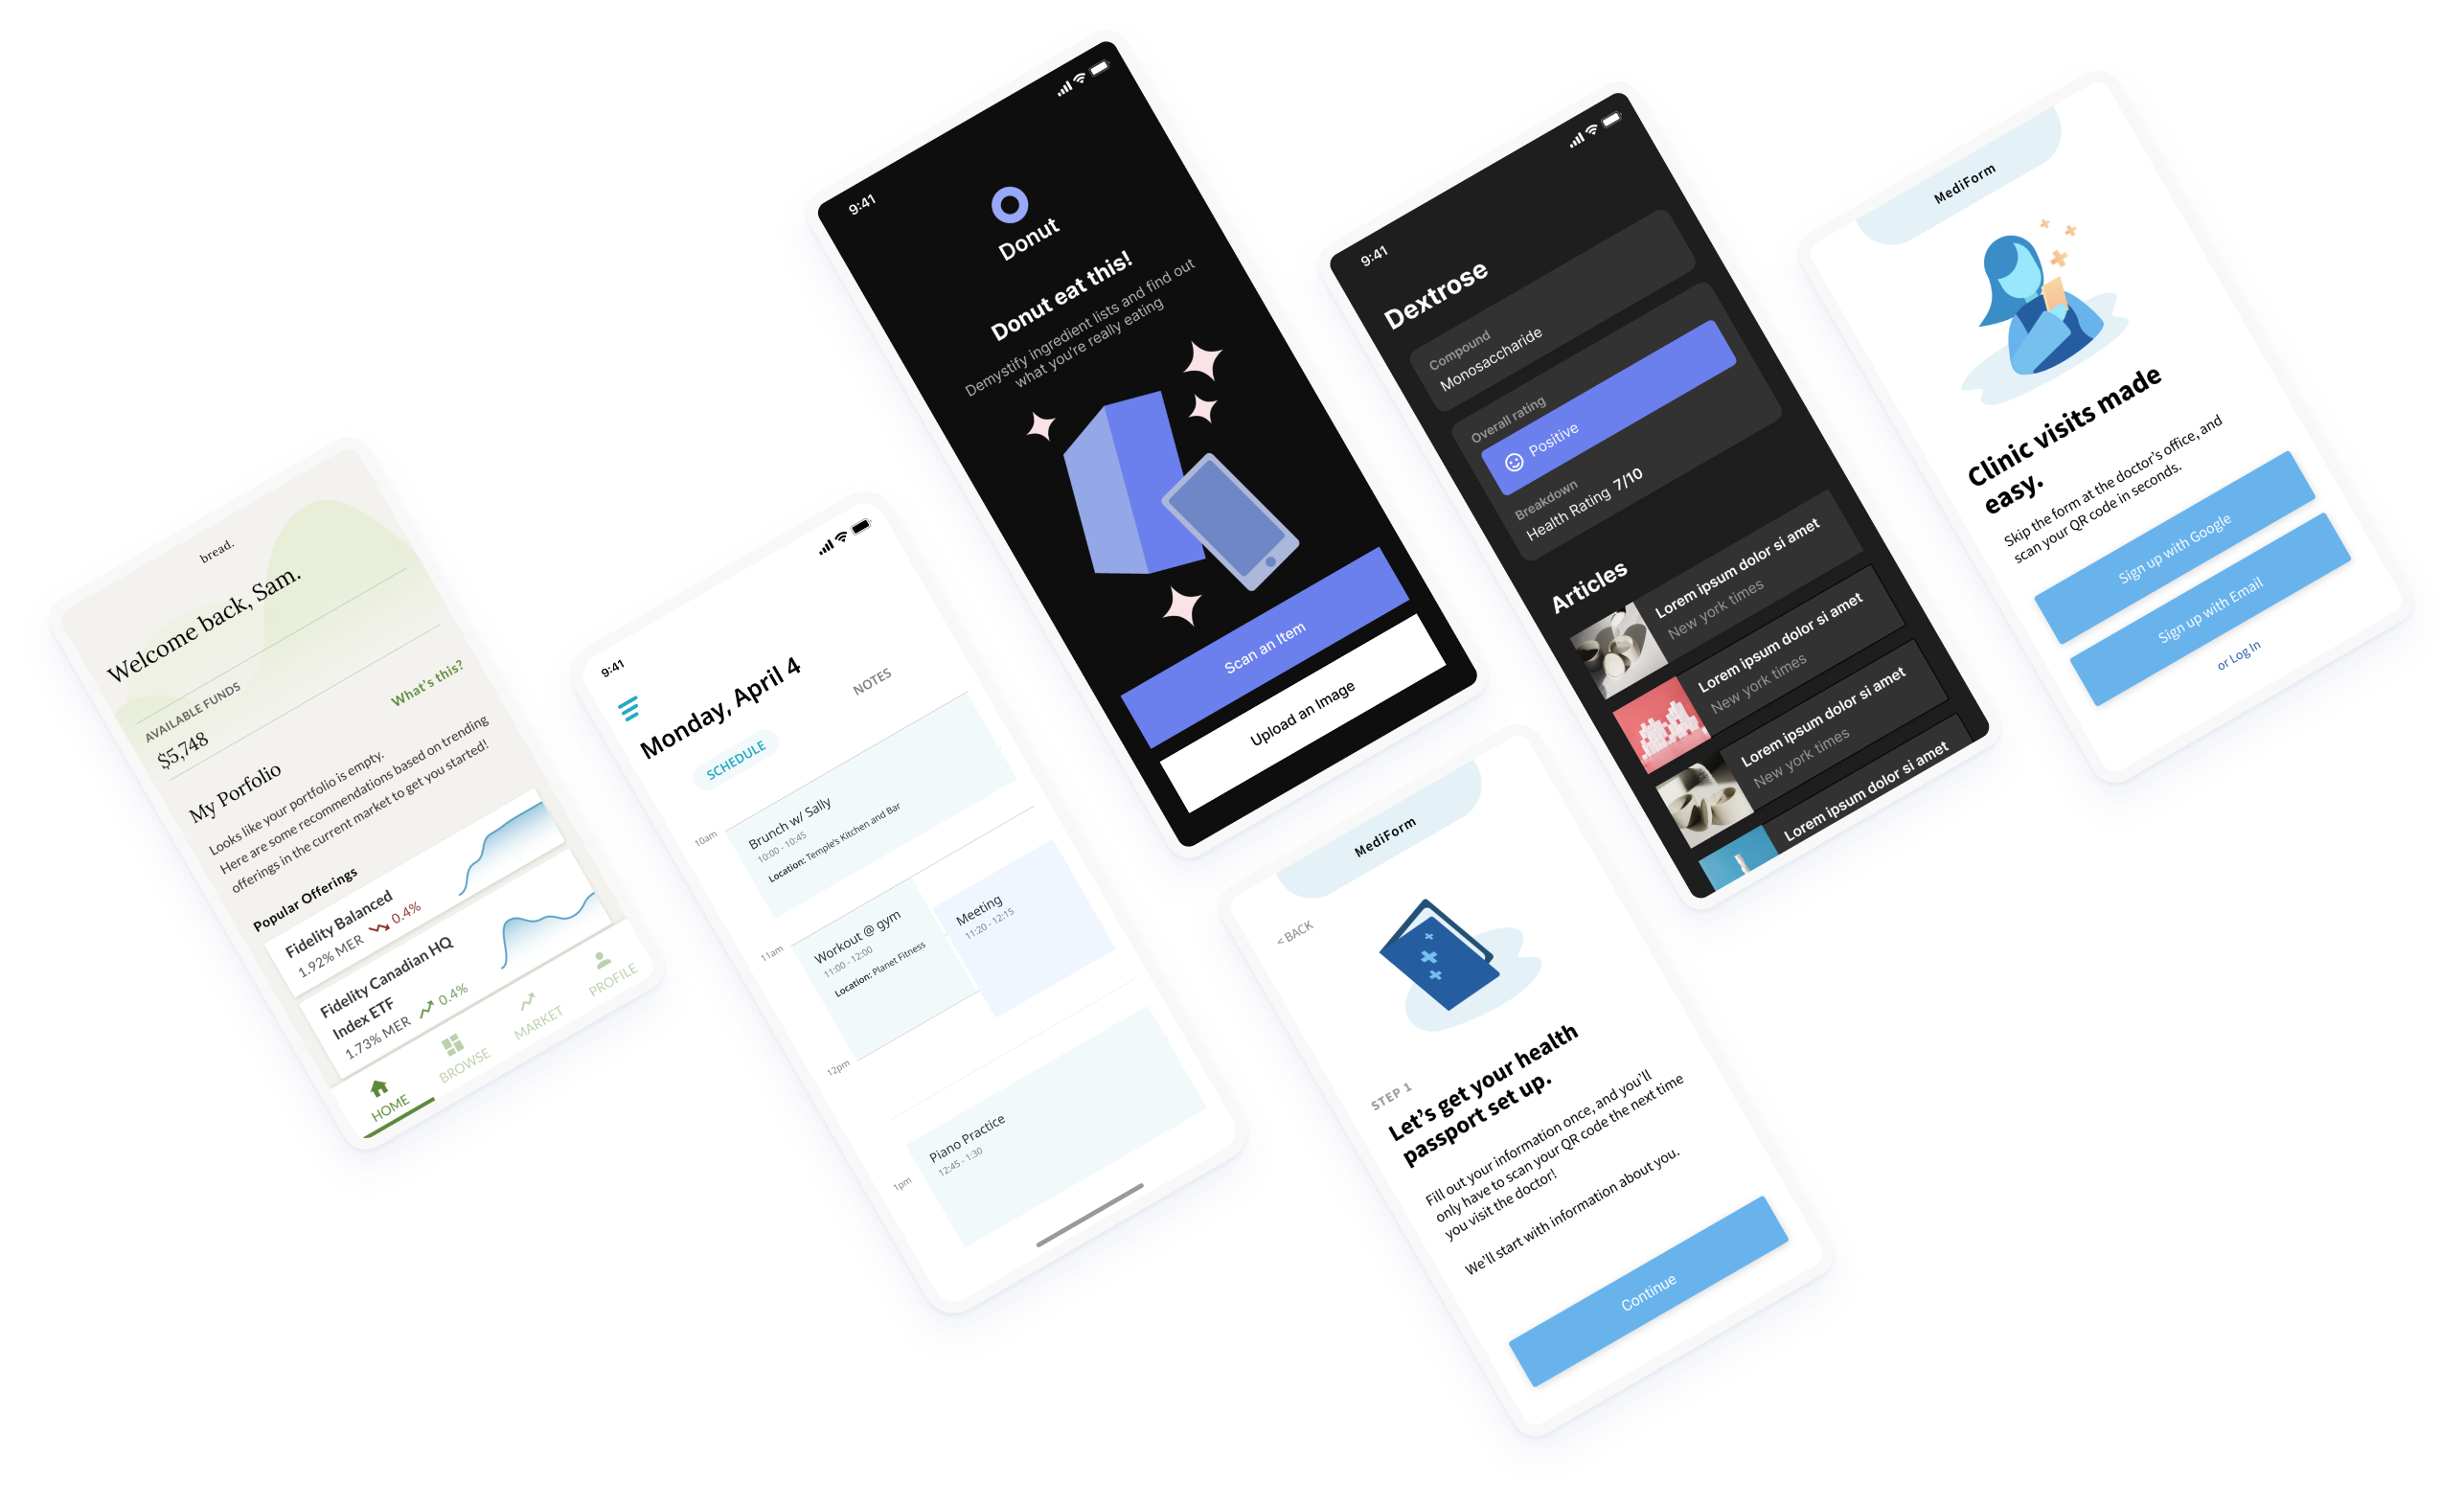 bread.
Welcome back, Sam.
AVAILABLE FUNDS
$5,748
What's this?
My Porfolio
Looks like your portfolio is empty.
Here are some recommendations based on trending
offerings in the current market to get you started!
Popular Offerings
Fidelity Balanced
1.92% MER 0.4%
Fidelity Canadian HQ
Index ETF
1.73% MER 0.4%
HOME
BROWSE
MARKET
PROFILE
9:41
Monday, April 4
SCHEDULE
NOTES
10am
Brunch w/ Sally
10:00 - 10:45
Location: Temple's Kitchen and Bar
11am
Workout @ gym
11:00 - 12:00
Location: Planet Fitness
Meeting
11:20 - 12:15
12pm
Piano Practice
12:45 - 1:30
1pm
9:41
Donut
Donut eat this!
Demystify ingredient lists and find out
what you're really eating
Scan an Item
Upload an Image
9:41
Dextrose
Compound
Monosaccharide
Overall rating
Positive
Breakdown
Health Rating 7/10
Articles
Lorem ipsum dolor si amet
New york times
Lorem ipsum dolor si amet
New york times
Lorem ipsum dolor si amet
New york times
Lorem ipsum dolor si amet
MediForm
< BACK
STEP 1
Let's get your health
passport set up.
Fill out your information once, and you'll
only have to scan your QR code the next time
you visit the doctor!
We'll start with information about you.
Continue
MediForm
Clinic visits made
easy.
Skip the form at the doctor's office, and
scan your QR code in seconds.
Sign up with Google
Sign up with Email
or Log In